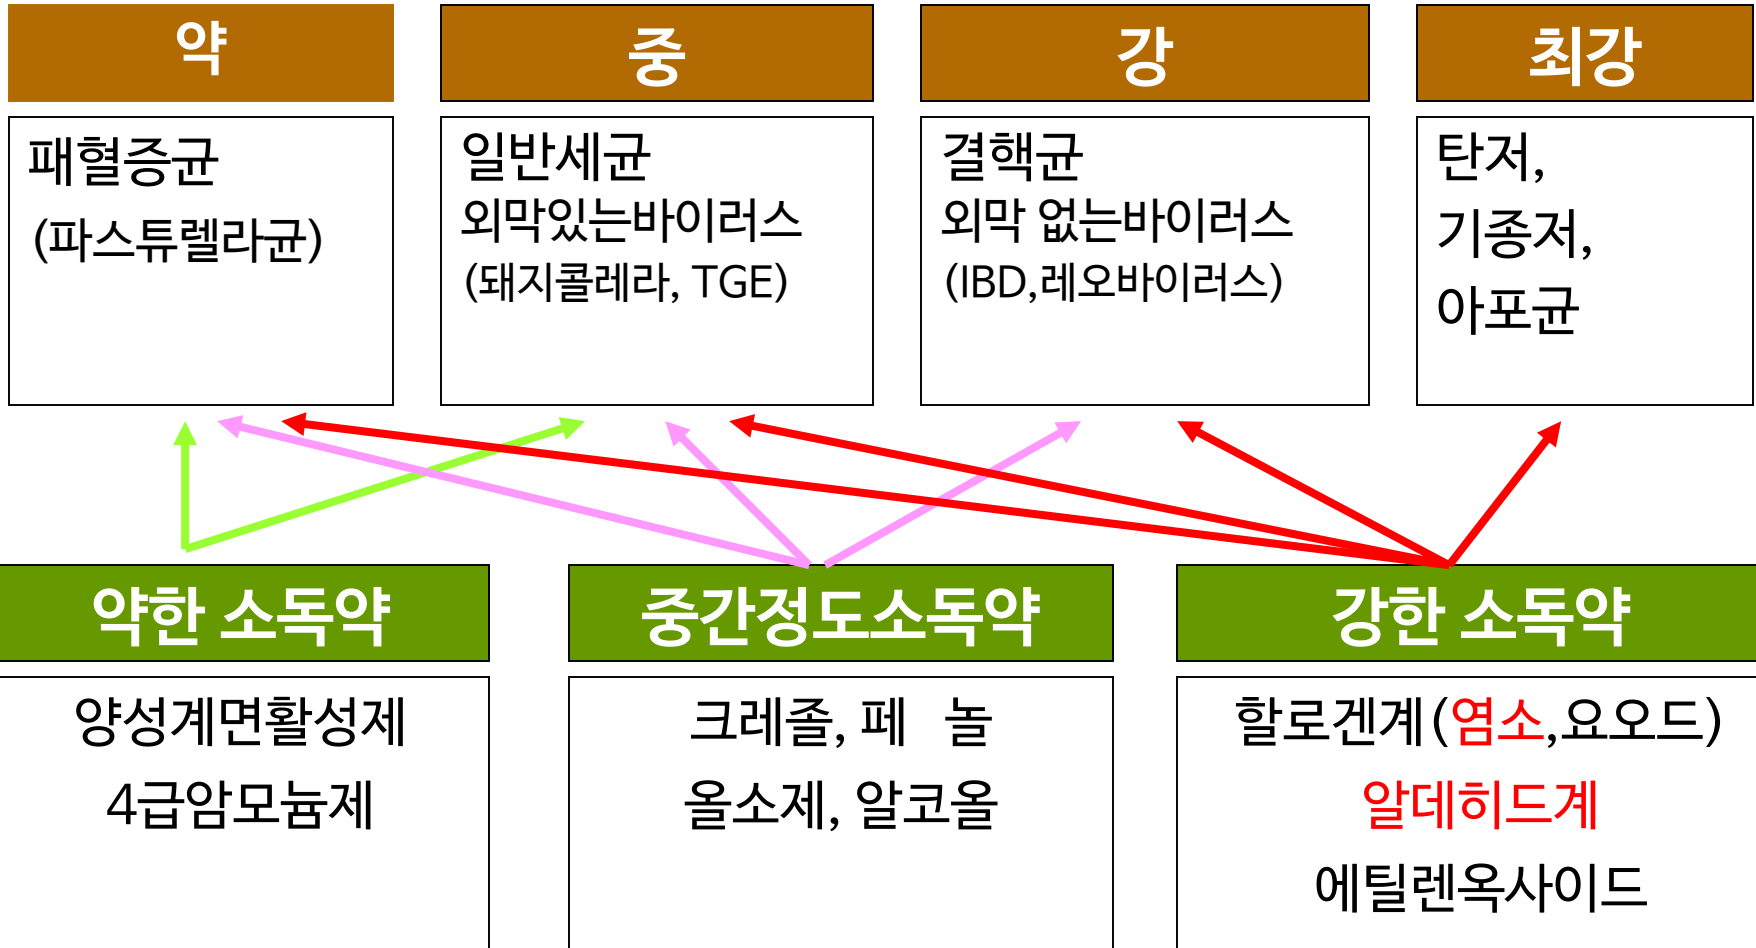 약
중
강
최강
패혈증균
(파스튜렐라균)
일반세균
외막있는바이러스
(돼지콜레라, TGE)
결핵균
외막 없는바이러스
(IBD,레오바이러스)
탄저,
기종저,
아포균
약한 소독약
중간정도소독약
강한 소독약
양성계면활성제
4급암모늄제
크레졸, 페 놀
올소제, 알코올
할로겐계(염소,요오드)
알데히드계
에틸렌옥사이드